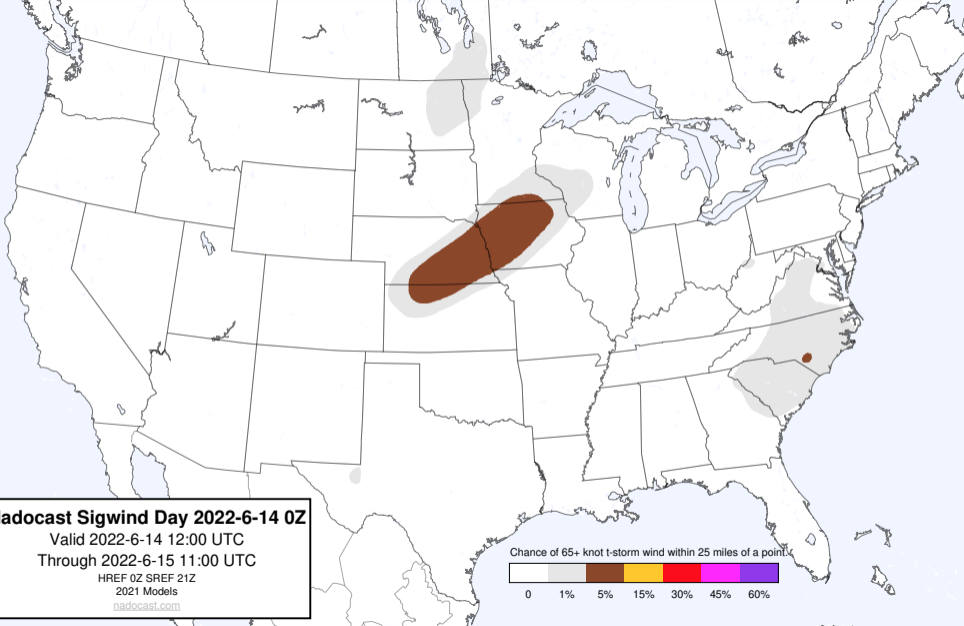 adocast Sigwind Day 2022-6-14 0Z
Valid 2022-6-14 12:00 UTC
Through 2022-6-15 11:00 UTC
HREF 0Z SREF 21Z
2021 Models
nadocast.com
Chance of 65+ knot t-storm wind within 25 miles of a point.
0 1% 5% 15% 30% 45% 60%